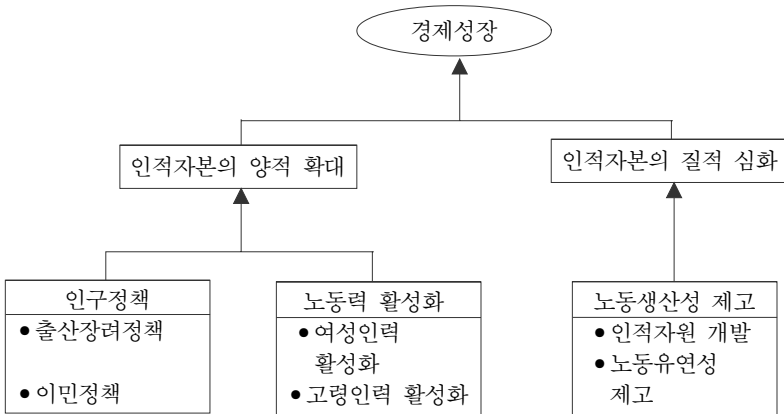 경제성장
인적자본의 양적 확대
인적자본의 질적 심화
인구정책
● 출산장려정책
● 이민정책
노동력 활성화
● 여성인력
활성화
● 고령인력 활성화
노동생산성 제고
● 인적자원 개발
● 노동유연성
제고